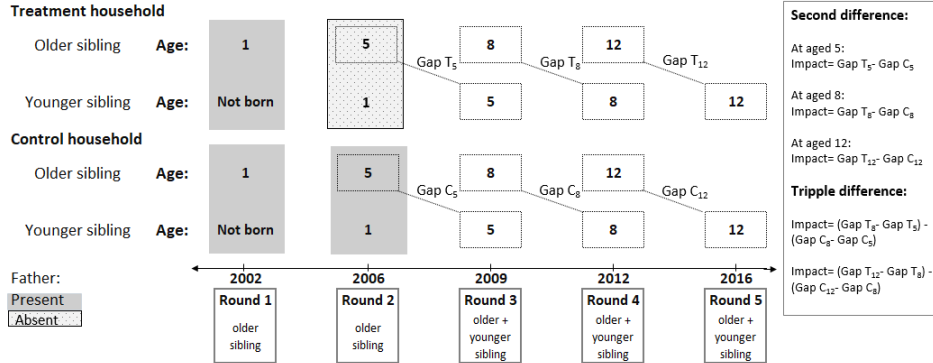 Treatment household
Older sibling Age: 1 5 8 12
Gap T5 Gap T8 Gap T12
Younger sibling Age: Not born 1 5 8 12
Control household
Older sibling Age: 1 5 8 12
Gap C5 Gap C8 Gap C12
Younger sibling Age: Not born 1 5 8 12
Father:
Present
Absent
2002 2006 2009 2012 2016
Round 1 Round 2 Round 3 Round 4 Round 5
older sibling
older sibling
older + younger sibling
older + younger sibling
older + younger sibling
Second difference:
At aged 5:
Impact= Gap T5- Gap C5
At aged 8:
Impact= Gap T8- Gap C8
At aged 12:
Impact= Gap T12- Gap C12
Tripple difference:
Impact= (Gap T8- Gap T5) -
(Gap C8- Gap C5)
Impact= (Gap T12- Gap T8) -
(Gap C12- Gap C8)